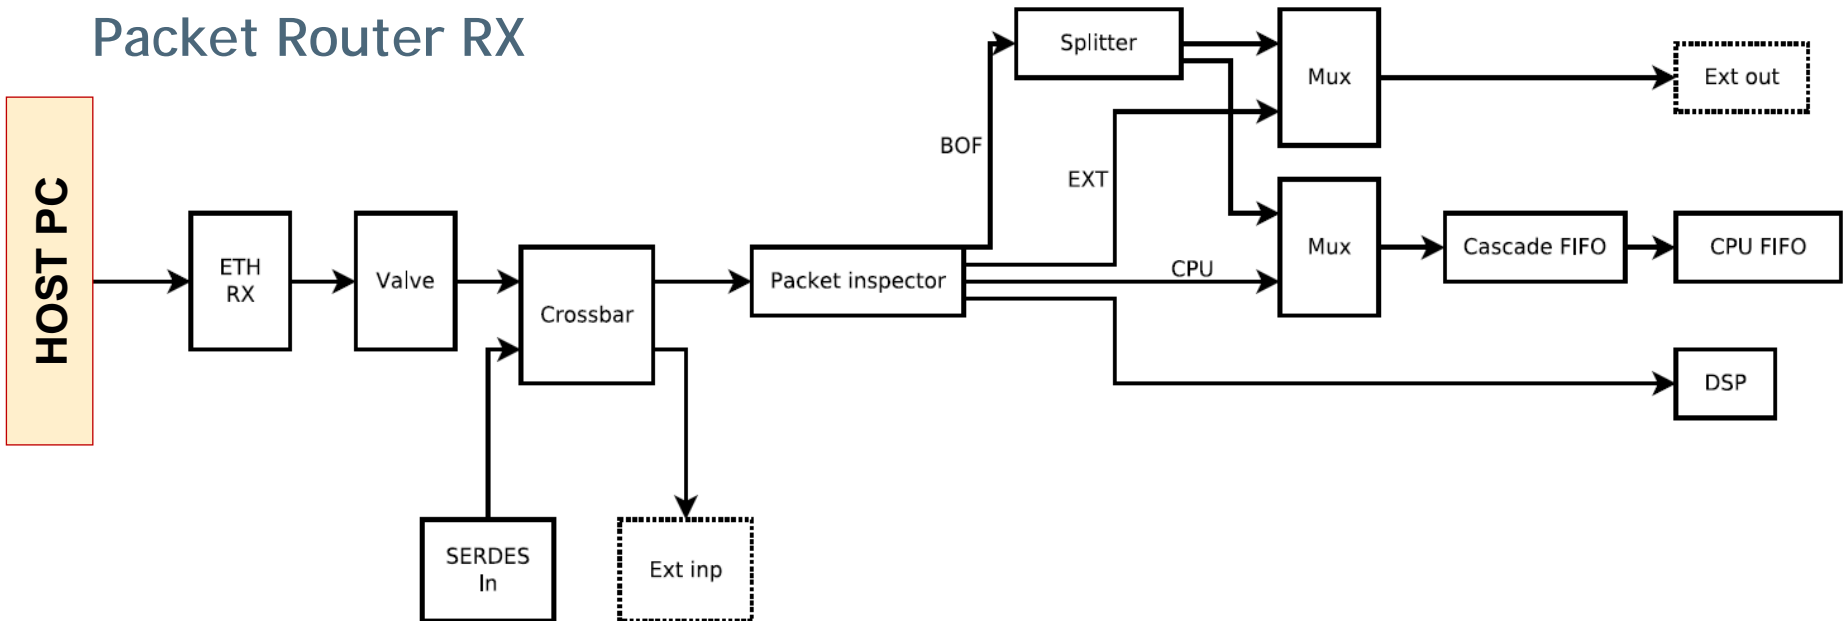 Packet Router RX
HOST PC
ETH
RX
Valve
Crossbar
SERDES
In
Ext inp
Packet inspector
BOF
EXT
CPU
Splitter
Mux
Ext out
Mux
Cascade FIFO
CPU FIFO
DSP